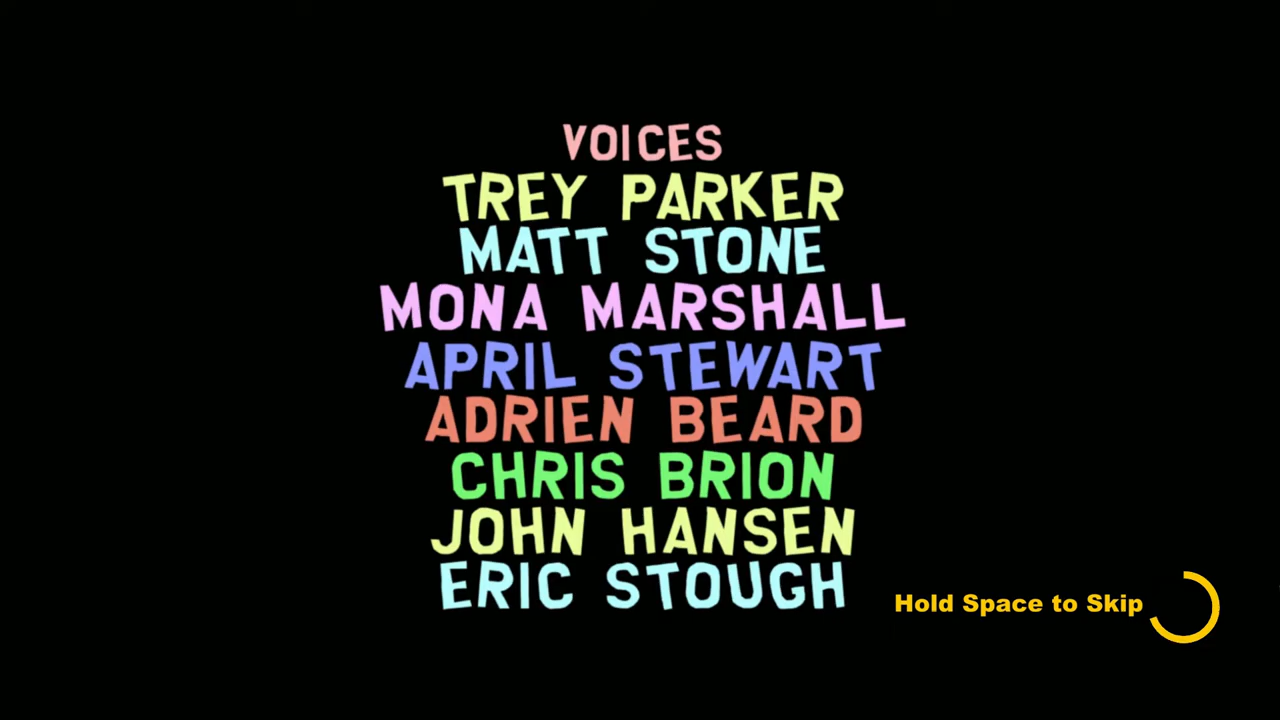 VOICES
TREY PARKER
MATT STONE
MONA MARSHALL
APRIL STEWART
ADRIEN BEARD
CHRIS BRION
JOHN HANSEN
ERIC STOUGH
Hold Space to Skip